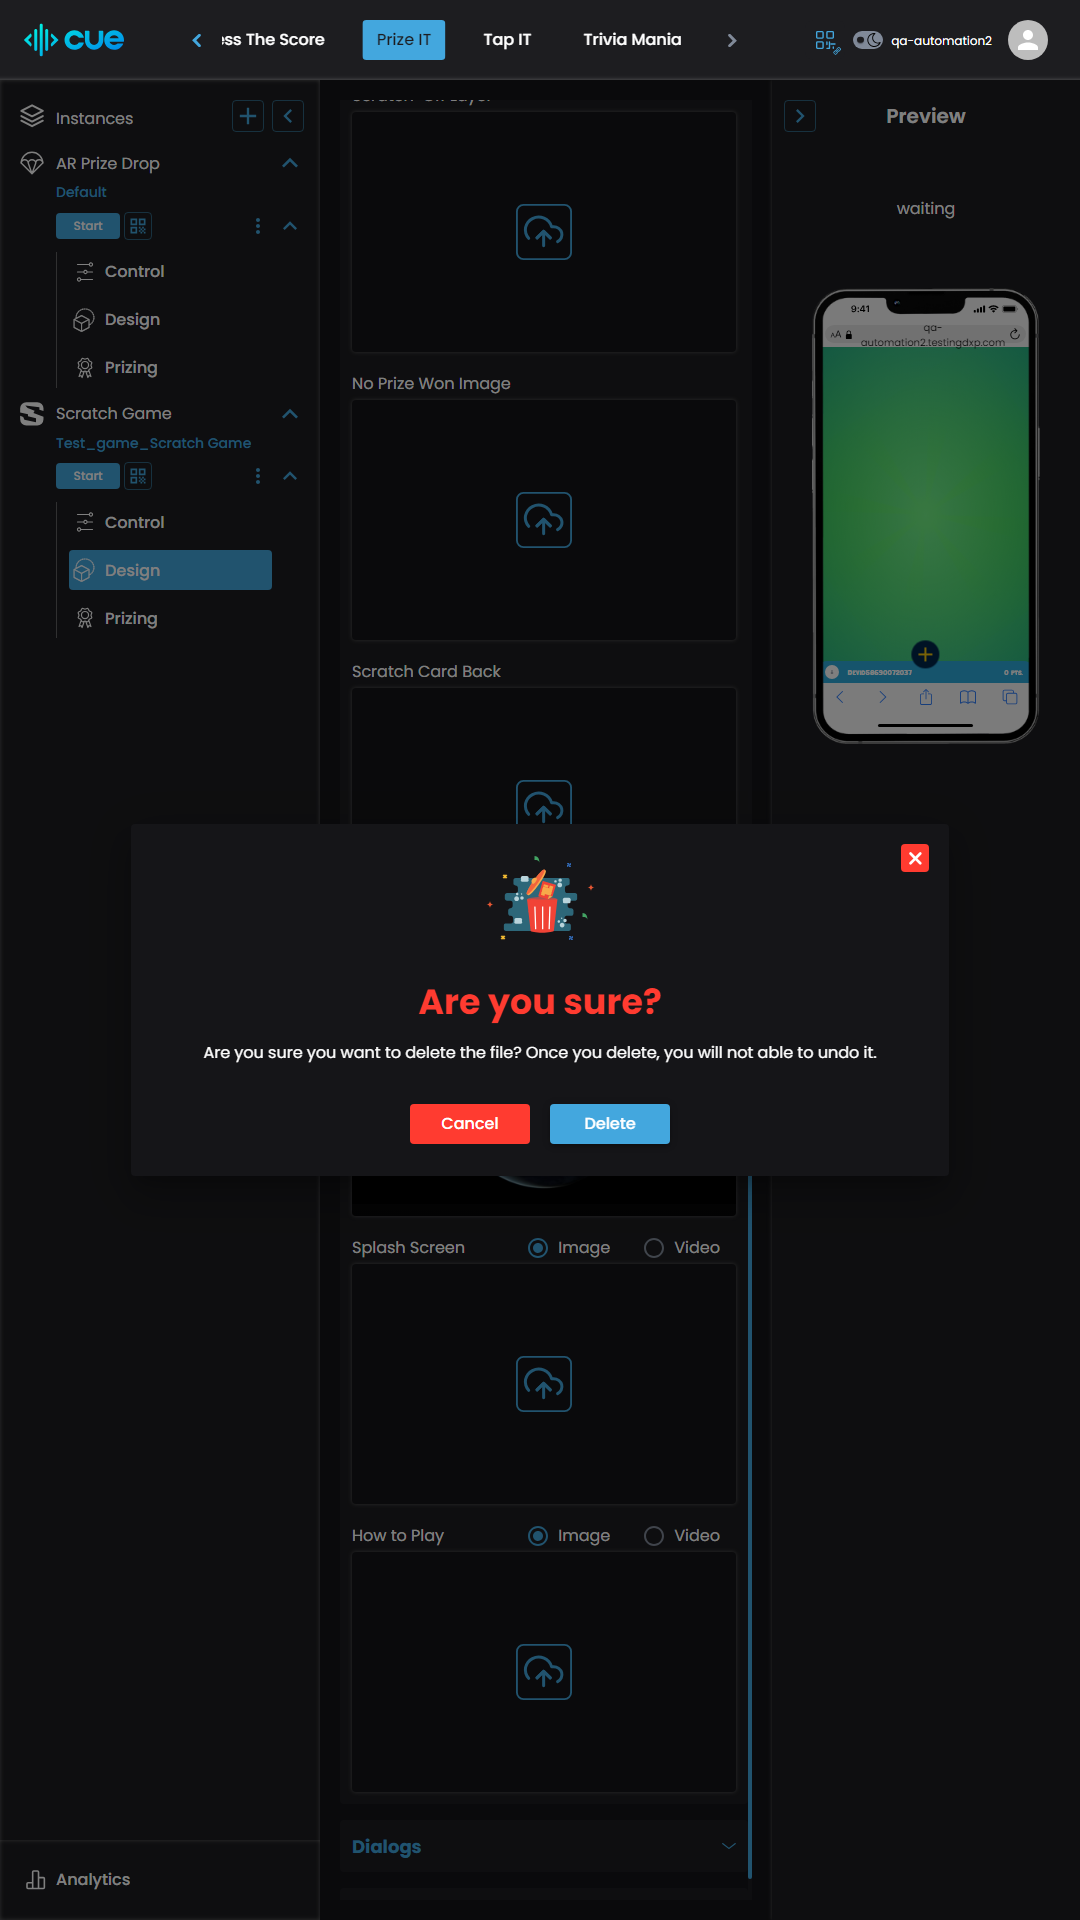 cue
ess The Score
Prize IT
Tap IT
Trivia Mania
qa-automation2
Instances
AR Prize Drop
Default
Start
Control
Design
Prizing
Scratch Game
Test_game_Scratch Game
Start
Control
Design
Prizing
Analytics
No Prize Won Image
Scratch Card Back
Are you sure?
Are you sure you want to delete the file? Once you delete, you will not able to undo it.
Cancel
Delete
Splash Screen
Image
Video
How to Play
Image
Video
Dialogs
Preview
waiting
9:41
AA
qa-
automation2.testingdxp.com
0 PTS.